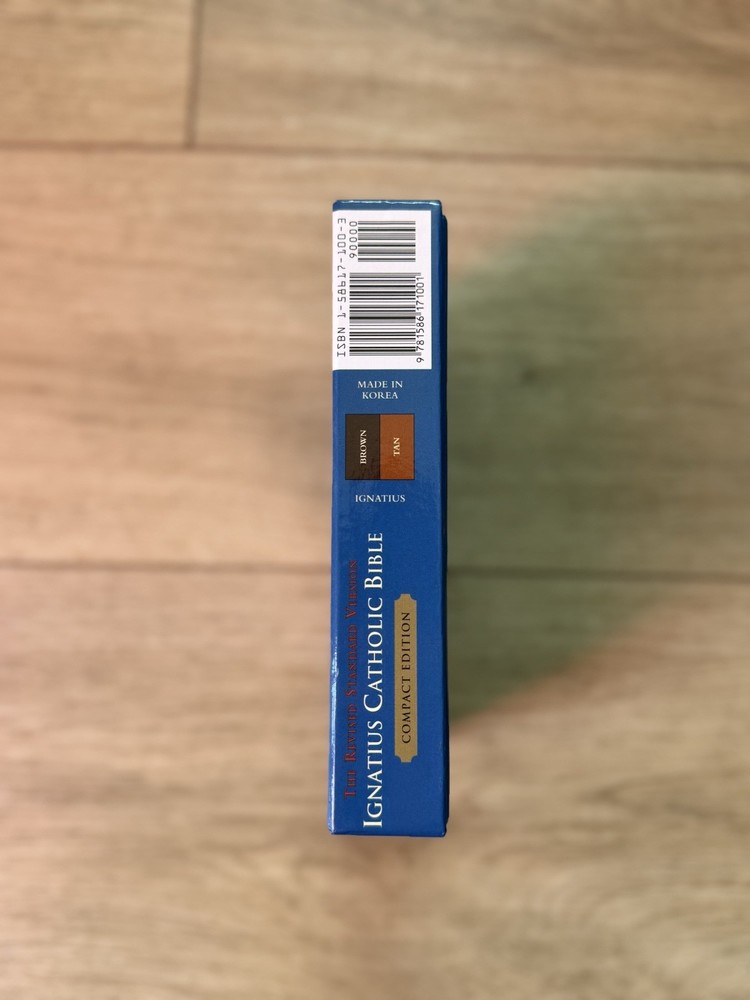 ISBN 1-58617-100-3
90000
9 781586 171001
MADE IN
KOREA
BROWN
TAN
IGNATIUS
THE REVISED STANDARD VERSION
IGNATIUS CATHOLIC BIBLE
COMPACT EDITION